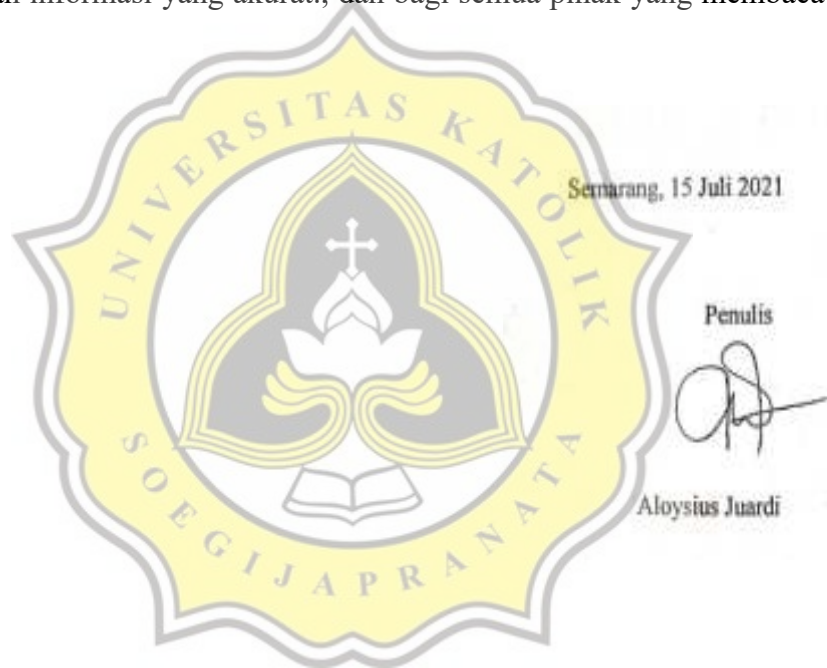 informasi yang akurat., dan bagi semua pihak yang membaca
UNIVERSITAS KATOLIK
SOEGIJAPRANATA
Semarang, 15 Juli 2021
Penulis
Aloysius Juardi